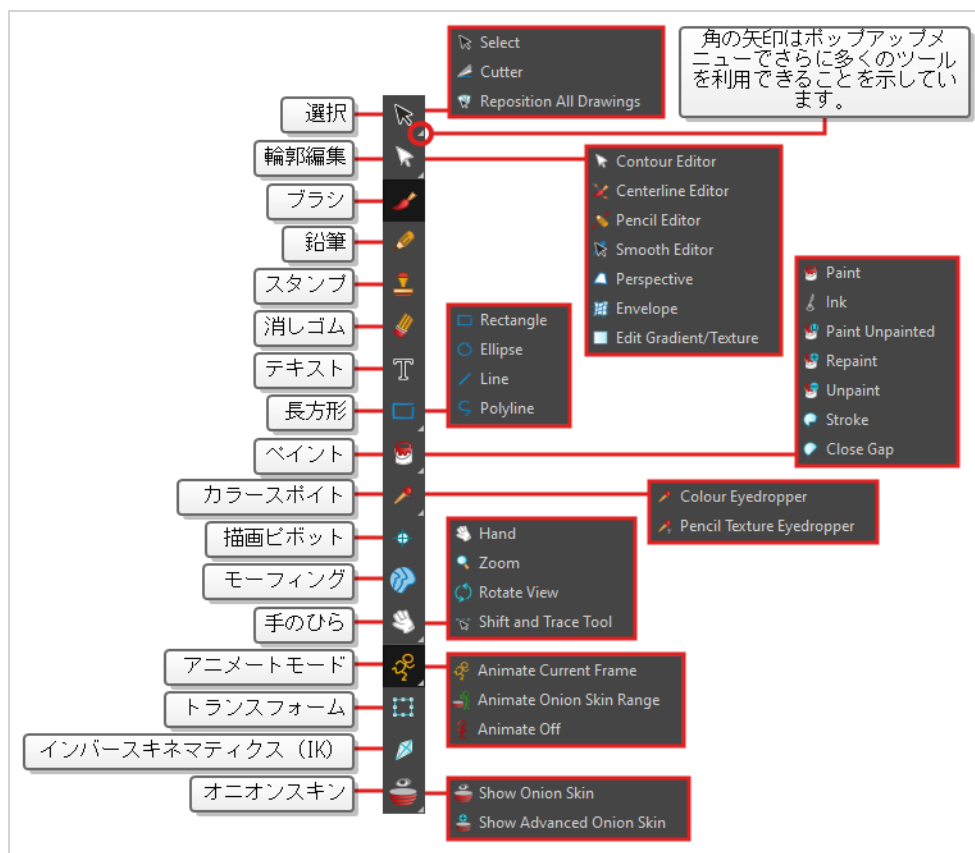 Select
Cutter
Reposition All Drawings
角の矢印はポップアップメ
ニューでさらに多くのツール
を利用できることを示してい
ます。
選択
輪郭編集
ブラシ
鉛筆
スタンプ
消しゴム
テキスト
長方形
ペイント
カラースポイト
描画ピボット
モーフィング
手のひら
アニメートモード
トランスフォーム
インバースキネマティクス（IK）
オニオンスキン
Contour Editor
Centerline Editor
Pencil Editor
Smooth Editor
Perspective
Envelope
Edit Gradient/Texture
Paint
Ink
Paint Unpainted
Repaint
Unpaint
Stroke
Close Gap
Rectangle
Ellipse
Line
Polyline
Colour Eyedropper
Pencil Texture Eyedropper
Hand
Zoom
Rotate View
Shift and Trace Tool
Animate Current Frame
Animate Onion Skin Range
Animate Off
Show Onion Skin
Show Advanced Onion Skin